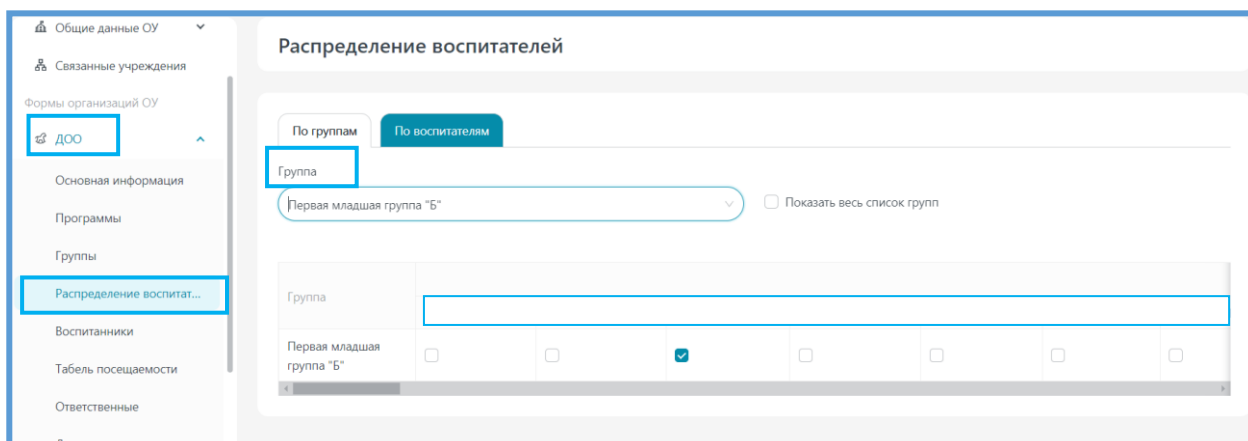 Общие данные ОУ
Связанные учреждения
Формы организаций ОУ
ДОО
Основная информация
Программы
Группы
Распределение воспитат...
Воспитанники
Табель посещаемости
Ответственные
Распределение воспитателей
По группам
По воспитателям
Группа
Первая младшая группа "Б"
Показать весь список групп
Группа
Первая младшая
группа "Б"